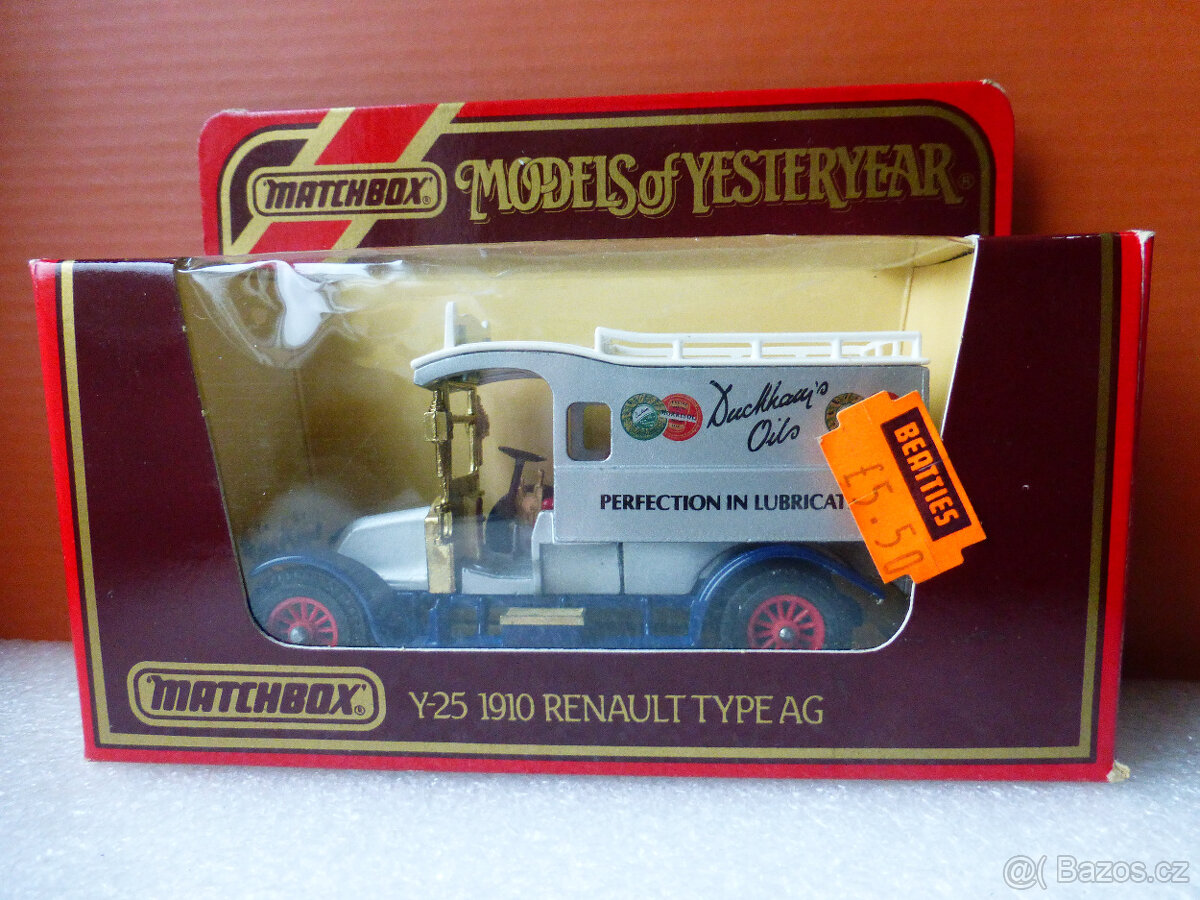 MATCHBOX®
MODELS of YESTERYEAR®
Duckham's
Oils
PERFECTION IN LUBRICAT
BEATTIES
£5.50
MATCHBOX®
Y-25 1910 RENAULT TYPE AG
@( Bazos.cz